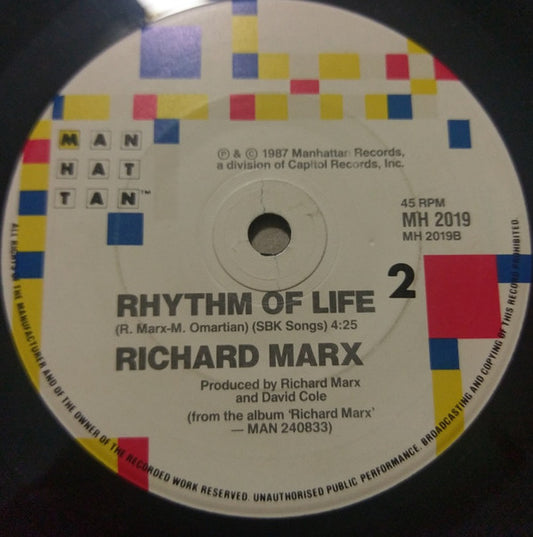 MAN
HAT
TAN™
Ⓟ & © 1987 Manhattan Records,
a division of Capitol Records, Inc.
45 RPM
MH 2019
MH 2019B
2
RHYTHM OF LIFE
(R. Marx-M. Omartian) (SBK Songs) 4:25
RICHARD MARX
Produced by Richard Marx
and David Cole
(from the album ‘Richard Marx’
— MAN 240833)
ALL RIGHTS OF THE MANUFACTURER AND OF THE OWNER OF THE RECORDED WORK RESERVED. UNAUTHORISED PUBLIC PERFORMANCE. BROADCASTING AND COPYING OF THIS RECORD PROHIBITED.